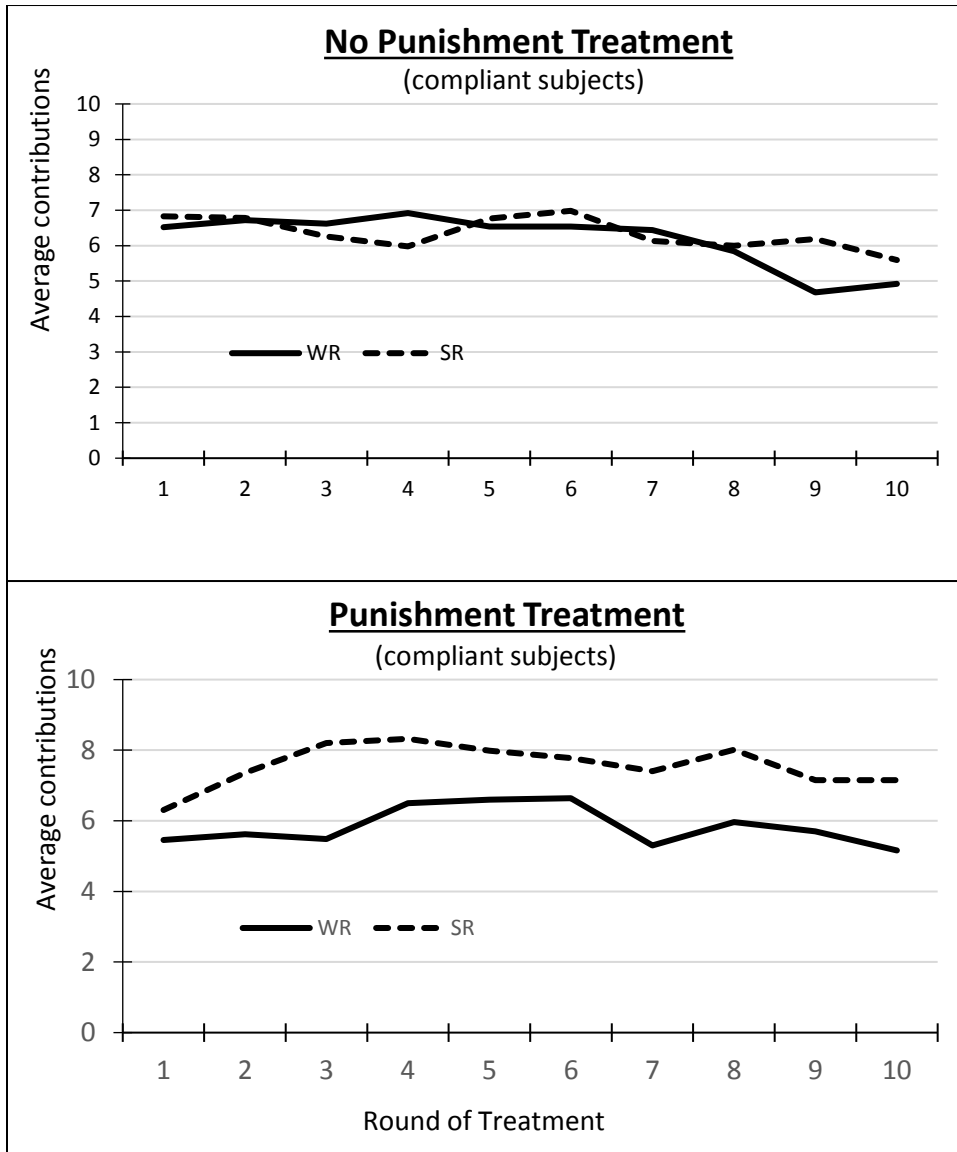 No Punishment Treatment
(compliant subjects)
Average contributions
10
9
8
7
6
5
4
3
2
1
0
WR SR
1 2 3 4 5 6 7 8 9 10
Punishment Treatment
(compliant subjects)
Average contributions
10
8
6
4
2
0
WR SR
1 2 3 4 5 6 7 8 9 10
Round of Treatment